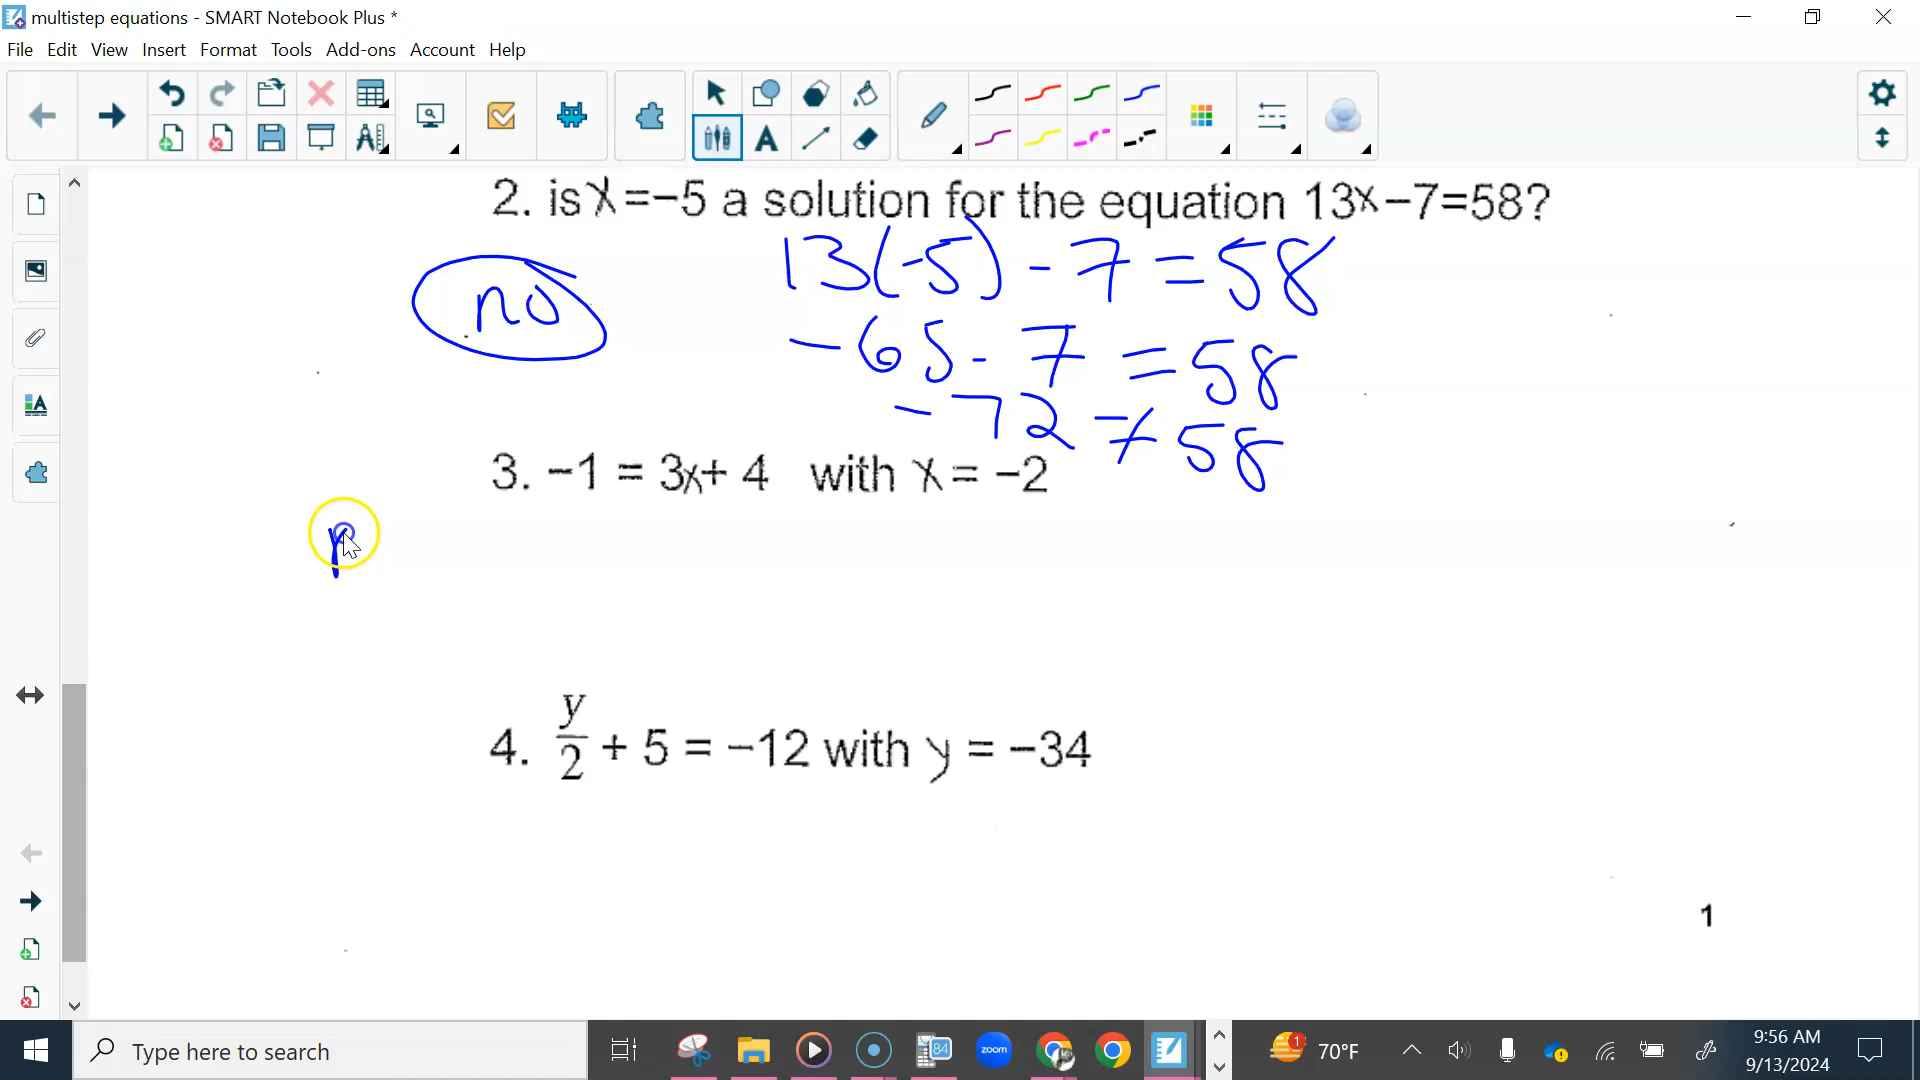 multistep equations - SMART Notebook Plus *
File Edit View Insert Format Tools Add-ons Account Help
2. is x =−5 a solution for the equation 13x−7=58?
13(-5) - 7 = 58
no
-65 - 7 = 58
-72 ≠ 58
3. −1 = 3x+ 4 with x = −2
4. y/2 + 5 = −12 with y = −34
1
Type here to search
84
zoom
1
70°F
9:56 AM
9/13/2024